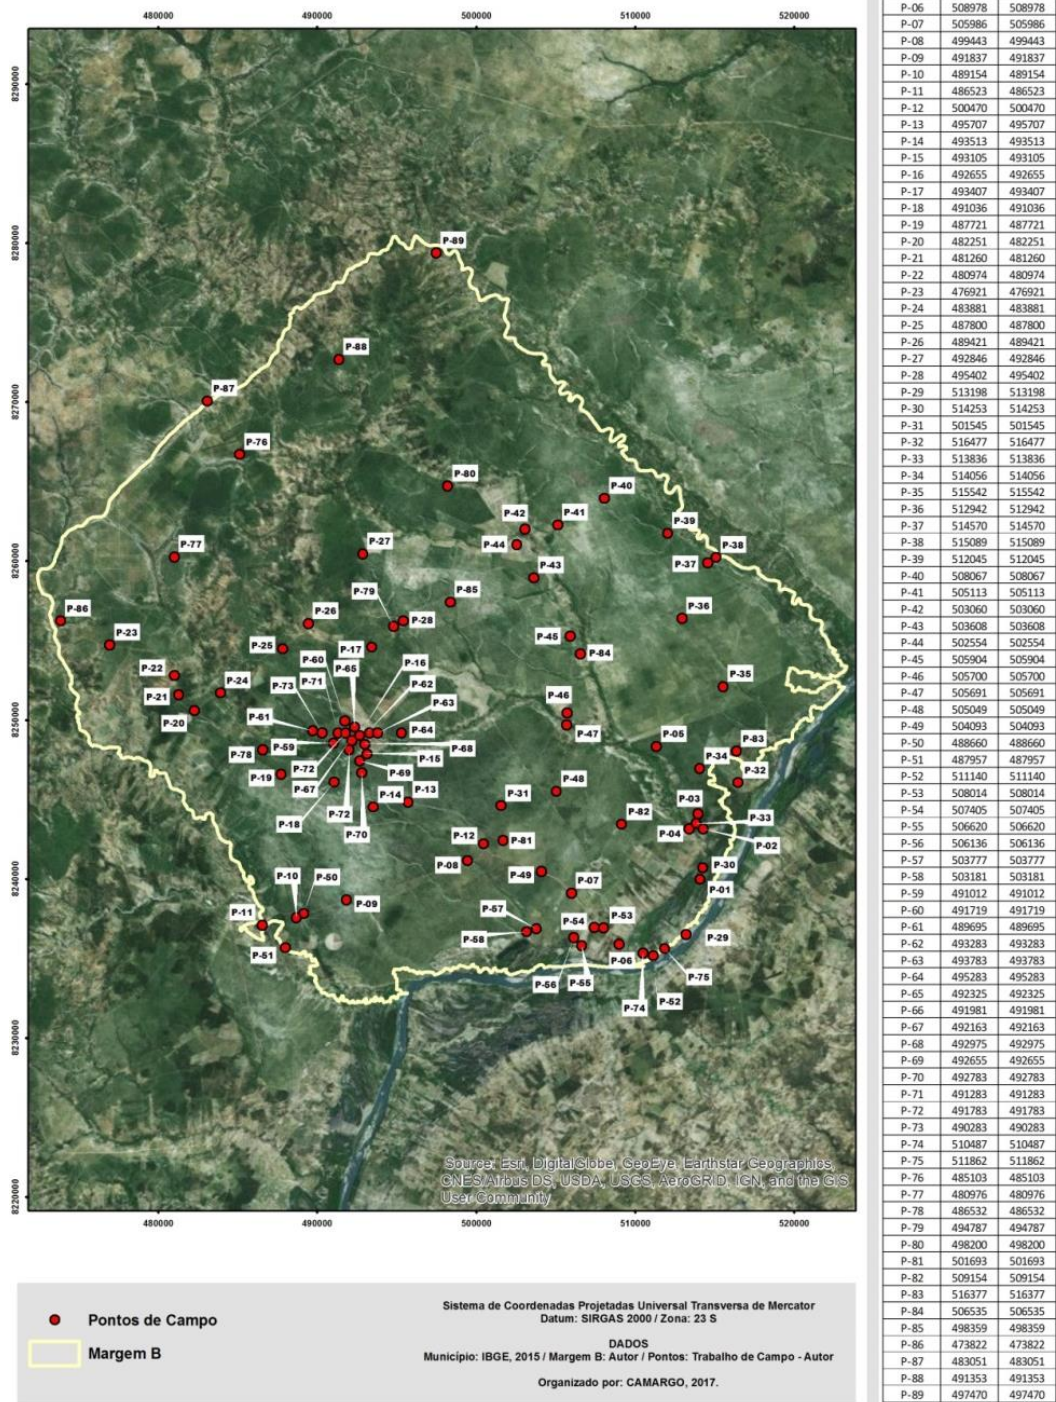 480000 490000 500000 510000 520000
8290000
8280000
8270000
8260000
8250000
8240000
8230000
8220000
P-89
P-88
P-87
P-76
P-80
P-40
P-42
P-41
P-39
P-44
P-38
P-77
P-27
P-37
P-43
P-79
P-85
P-86
P-26
P-28
P-36
P-23
P-45
P-25
P-17
P-60
P-65
P-16
P-84
P-22
P-24
P-71
P-62
P-35
P-21
P-73
P-63
P-46
P-20
P-61
P-64
P-47
P-05
P-83
P-78
P-59
P-68
P-34
P-15
P-19
P-72
P-69
P-48
P-32
P-67
P-14
P-13
P-31
P-03
P-18
P-72
P-70
P-82
P-33
P-12
P-81
P-04
P-02
P-08
P-30
P-10
P-50
P-49
P-07
P-01
P-11
P-09
P-57
P-54
P-53
P-58
P-29
P-51
P-06
P-75
P-56
P-55
P-74
P-52
Source: Esri, DigitalGlobe, GeoEye, Earthstar Geographics,
CNES/Airbus DS, USDA, USGS, AeroGRID, IGN, and the GIS
User Community
480000 490000 500000 510000 520000
Pontos de Campo
Margem B
Sistema de Coordenadas Projetadas Universal Transversa de Mercator
Datum: SIRGAS 2000 / Zona: 23 S
DADOS
Município: IBGE, 2015 / Margem B: Autor / Pontos: Trabalho de Campo - Autor
Organizado por: CAMARGO, 2017.
P-06 508978 508978
P-07 505986 505986
P-08 499443 499443
P-09 491837 491837
P-10 489154 489154
P-11 486523 486523
P-12 500470 500470
P-13 495707 495707
P-14 493513 493513
P-15 493105 493105
P-16 492655 492655
P-17 493407 493407
P-18 491036 491036
P-19 487721 487721
P-20 482251 482251
P-21 481260 481260
P-22 480974 480974
P-23 476921 476921
P-24 483881 483881
P-25 487800 487800
P-26 489421 489421
P-27 492846 492846
P-28 495402 495402
P-29 513198 513198
P-30 514253 514253
P-31 501545 501545
P-32 516477 516477
P-33 513836 513836
P-34 514056 514056
P-35 515542 515542
P-36 512942 512942
P-37 514570 514570
P-38 515089 515089
P-39 512045 512045
P-40 508067 508067
P-41 505113 505113
P-42 503060 503060
P-43 503608 503608
P-44 502554 502554
P-45 505904 505904
P-46 505700 505700
P-47 505691 505691
P-48 505049 505049
P-49 504093 504093
P-50 488660 488660
P-51 487957 487957
P-52 511140 511140
P-53 508014 508014
P-54 507405 507405
P-55 506620 506620
P-56 506136 506136
P-57 503777 503777
P-58 503181 503181
P-59 491012 491012
P-60 491719 491719
P-61 489695 489695
P-62 493283 493283
P-63 493783 493783
P-64 495283 495283
P-65 492325 492325
P-66 491981 491981
P-67 492163 492163
P-68 492975 492975
P-69 492655 492655
P-70 492783 492783
P-71 491283 491283
P-72 491783 491783
P-73 490283 490283
P-74 510487 510487
P-75 511862 511862
P-76 485103 485103
P-77 480976 480976
P-78 486532 486532
P-79 494787 494787
P-80 498200 498200
P-81 501693 501693
P-82 509154 509154
P-83 516377 516377
P-84 506535 506535
P-85 498359 498359
P-86 473822 473822
P-87 483051 483051
P-88 491353 491353
P-89 497470 497470